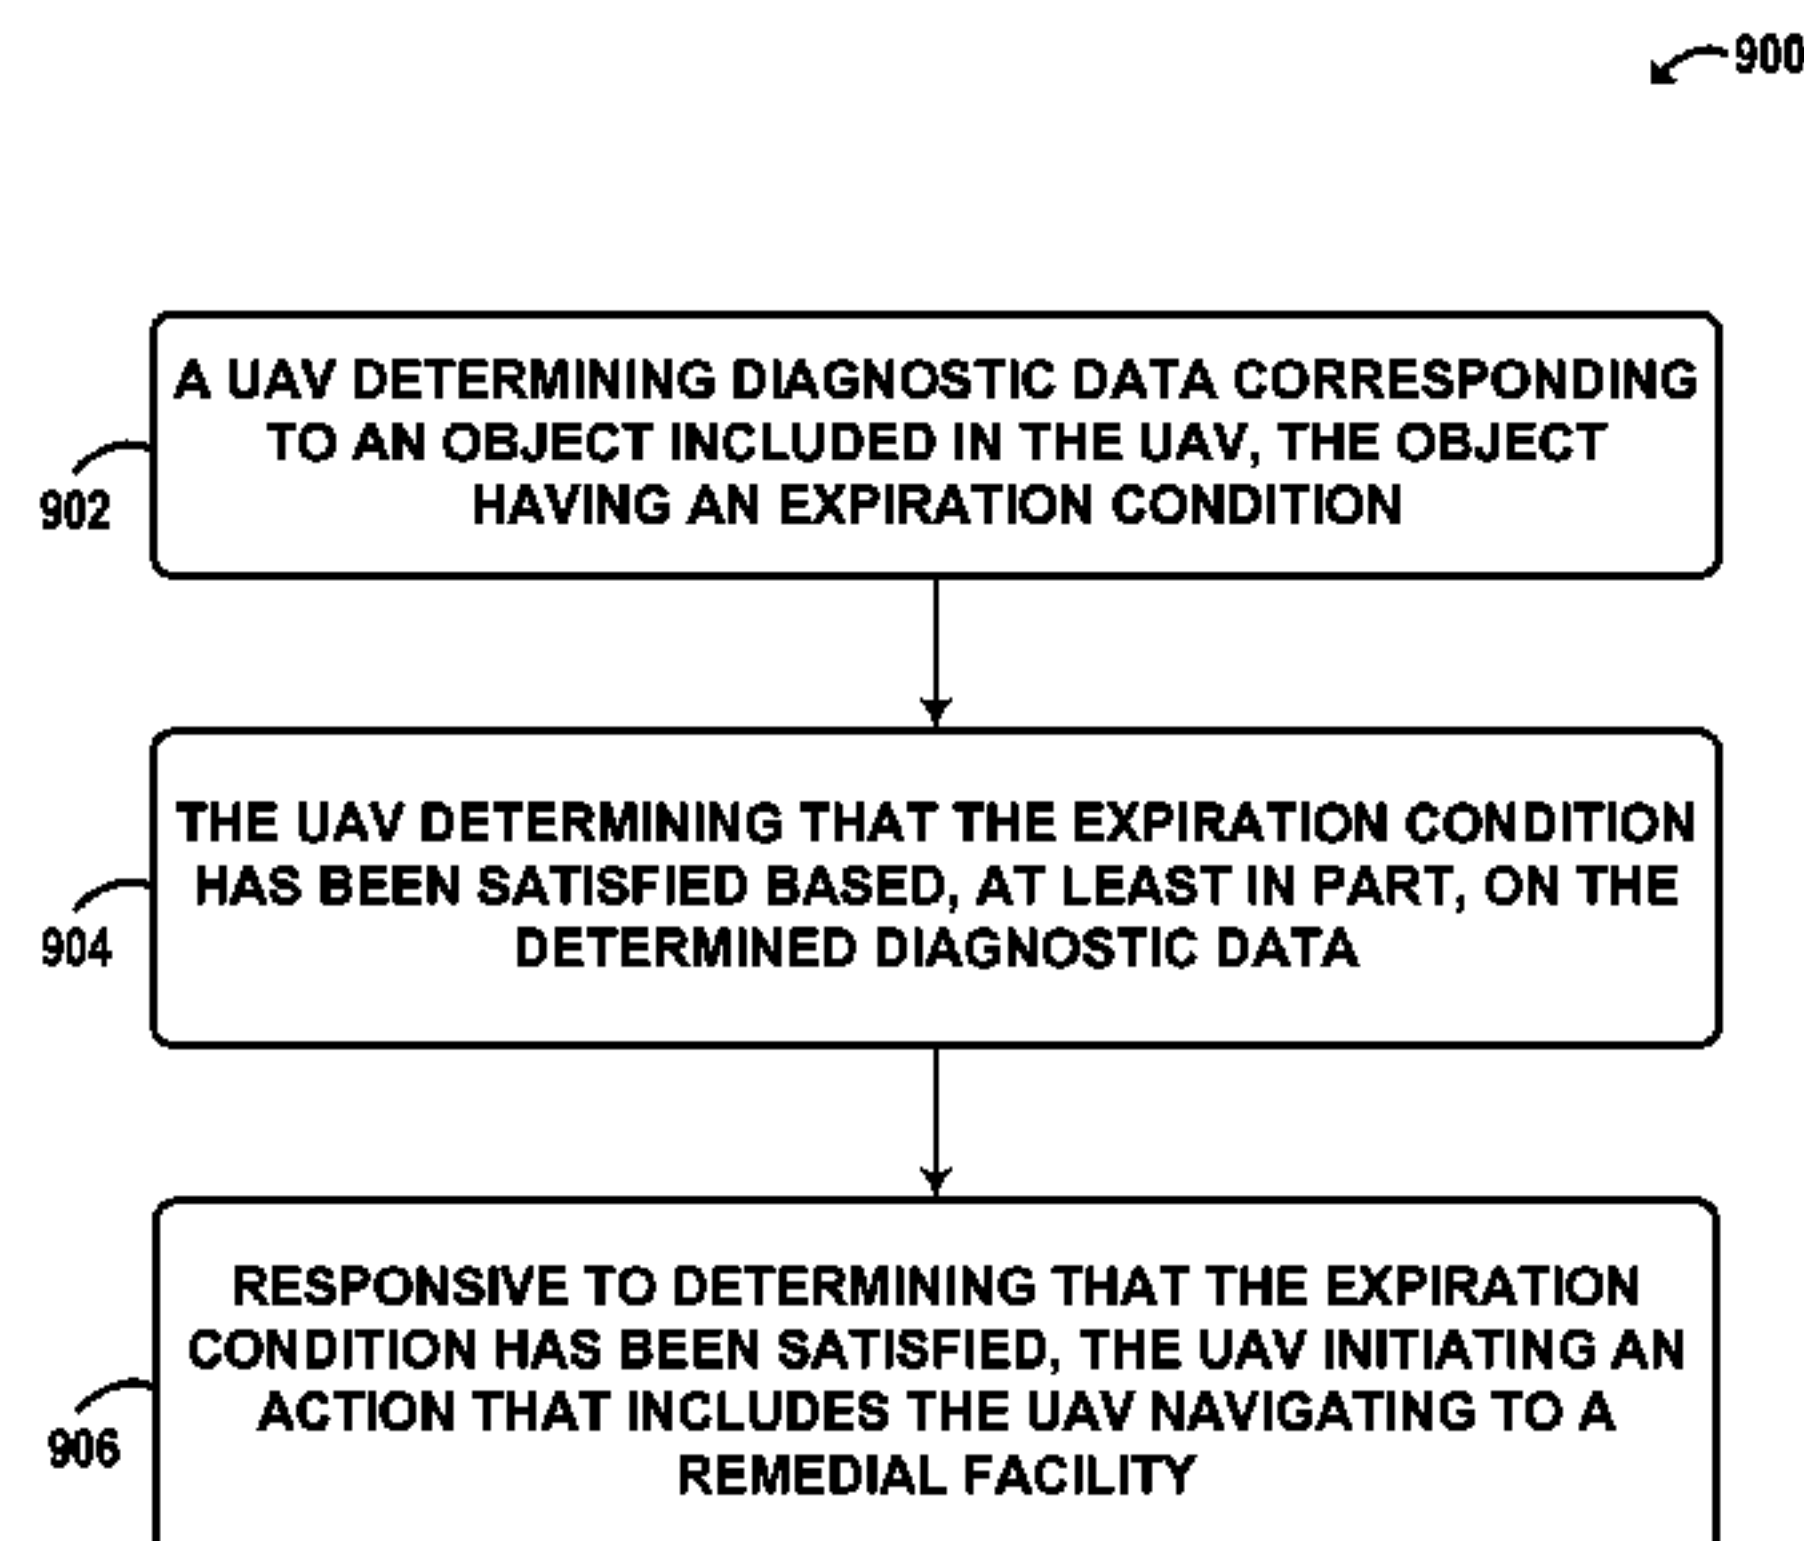 900
A UAV DETERMINING DIAGNOSTIC DATA CORRESPONDING
TO AN OBJECT INCLUDED IN THE UAV, THE OBJECT
HAVING AN EXPIRATION CONDITION
902
THE UAV DETERMINING THAT THE EXPIRATION CONDITION
HAS BEEN SATISFIED BASED, AT LEAST IN PART, ON THE
DETERMINED DIAGNOSTIC DATA
904
RESPONSIVE TO DETERMINING THAT THE EXPIRATION
CONDITION HAS BEEN SATISFIED, THE UAV INITIATING AN
ACTION THAT INCLUDES THE UAV NAVIGATING TO A
REMEDIAL FACILITY
906